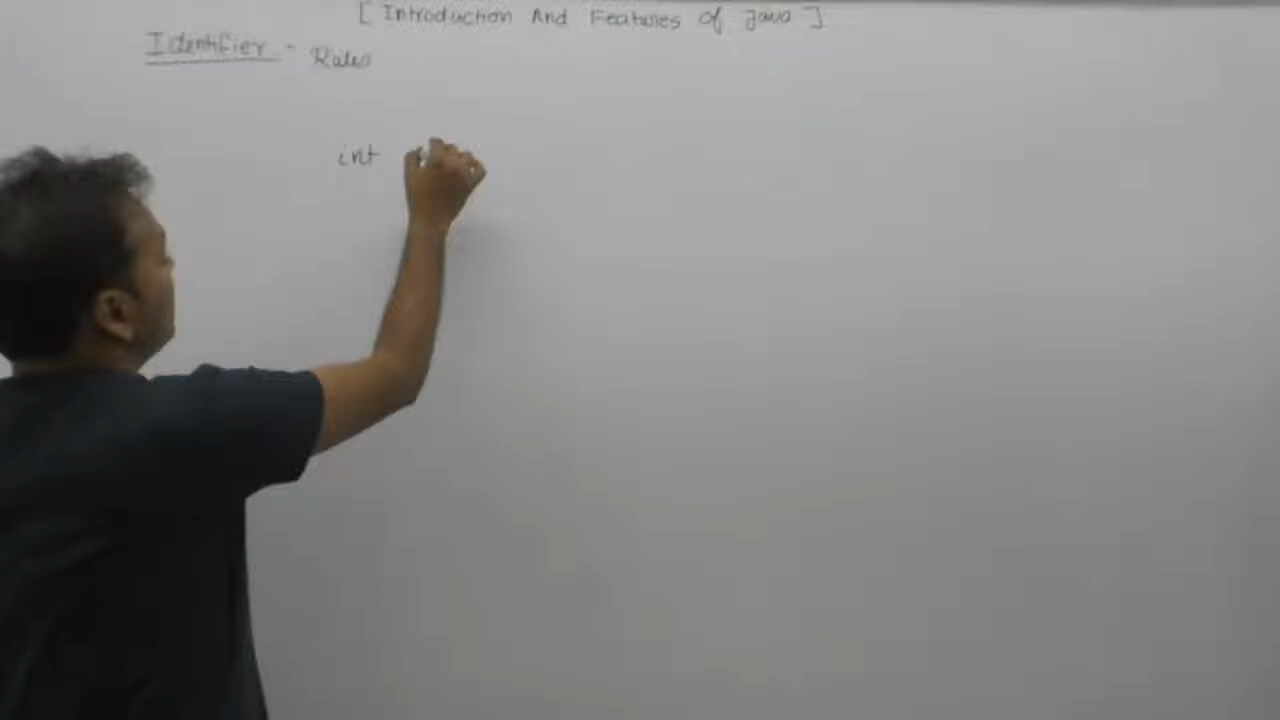 [ Introduction And Features of Java ]
Identifier - Rules
int